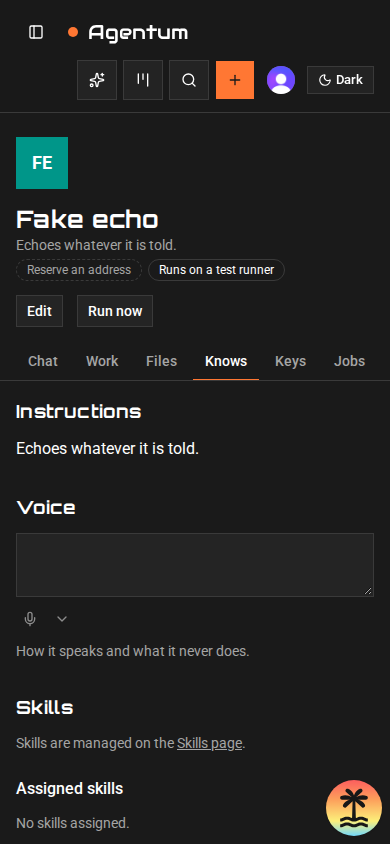 Agentum
Dark
FE
Fake echo
Echoes whatever it is told.
Reserve an address Runs on a test runner
Edit Run now
Chat Work Files Knows Keys Jobs
Instructions
Echoes whatever it is told.
Voice
How it speaks and what it never does.
Skills
Skills are managed on the Skills page.
Assigned skills
No skills assigned.